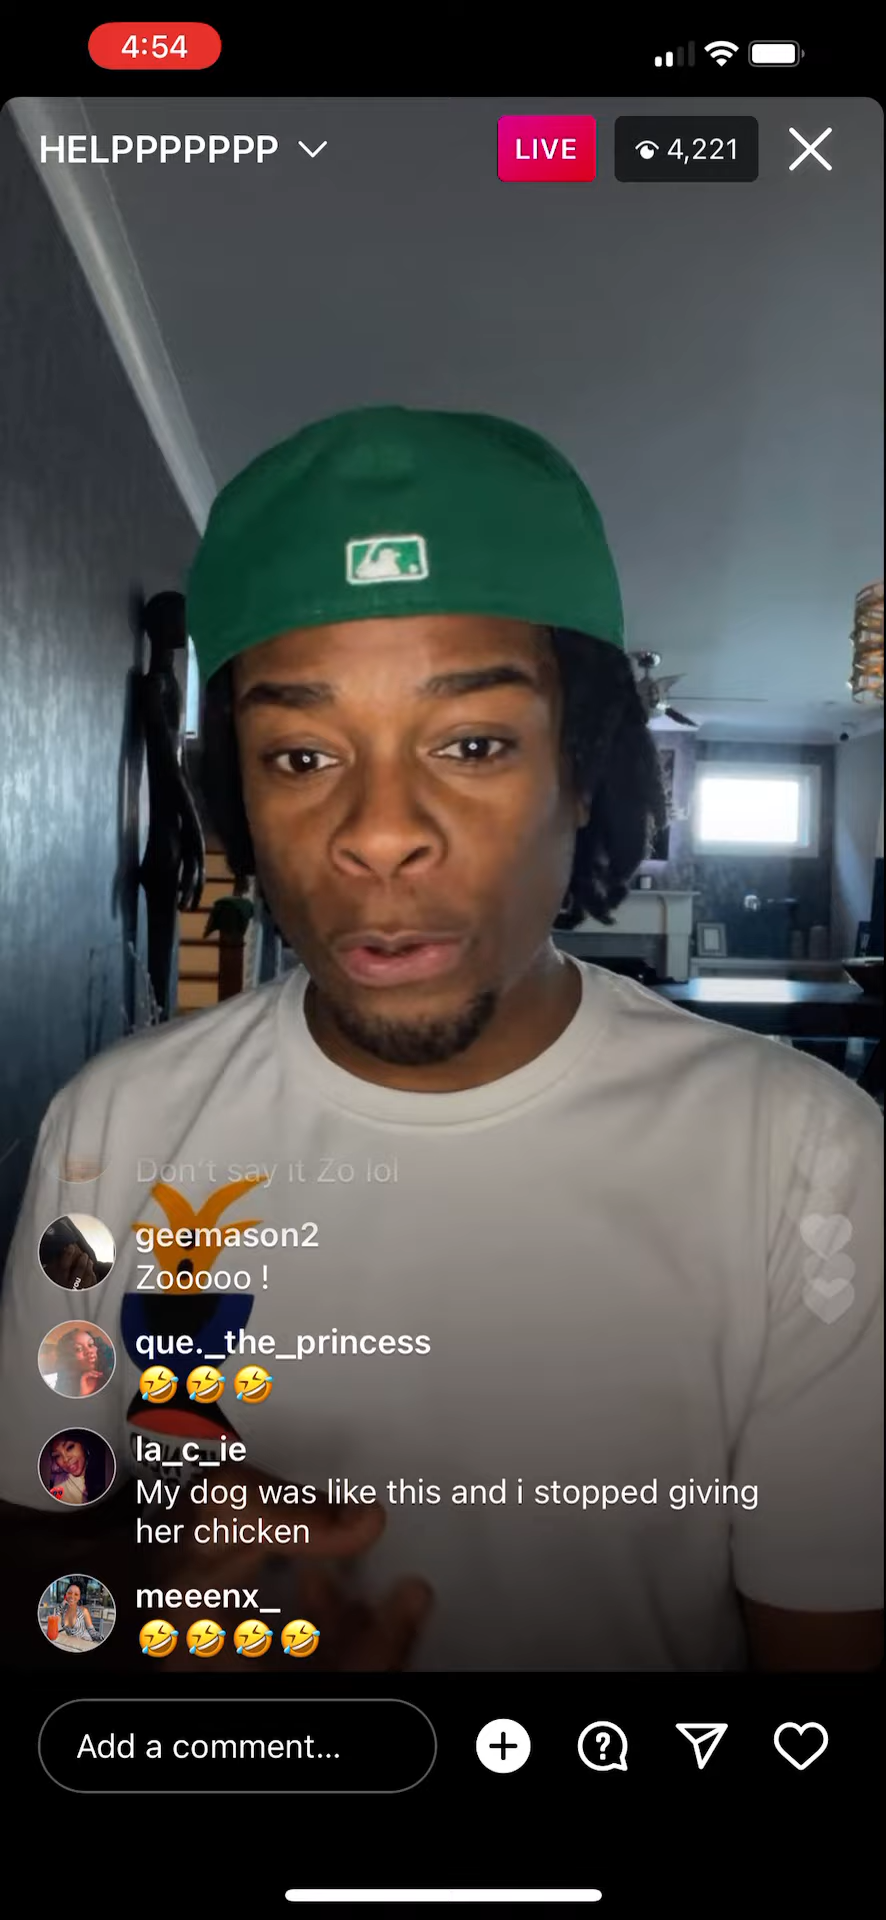 4:54
HELPPPPPPP
LIVE
4,221
Don't say it Zo lol
geemason2
Zooooo !
que._the_princess
🤣🤣🤣
la_c_ie
My dog was like this and i stopped giving
her chicken
meeenx_
🤣🤣🤣🤣
Add a comment...